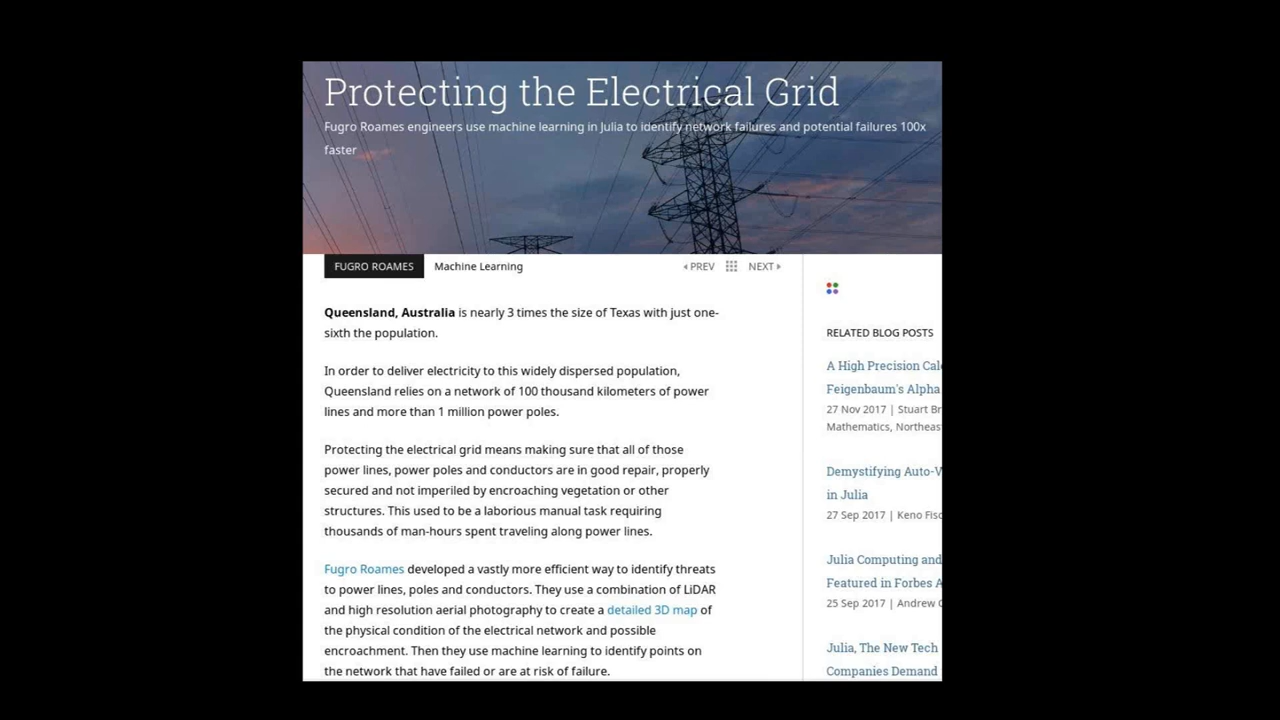 Protecting the Electrical Grid
Fugro Roames engineers use machine learning in Julia to identify network failures and potential failures 100x
faster
FUGRO ROAMES Machine Learning PREV NEXT
Queensland, Australia is nearly 3 times the size of Texas with just one-
sixth the population.
In order to deliver electricity to this widely dispersed population,
Queensland relies on a network of 100 thousand kilometers of power
lines and more than 1 million power poles.
Protecting the electrical grid means making sure that all of those
power lines, power poles and conductors are in good repair, properly
secured and not imperiled by encroaching vegetation or other
structures. This used to be a laborious manual task requiring
thousands of man-hours spent traveling along power lines.
Fugro Roames developed a vastly more efficient way to identify threats
to power lines, poles and conductors. They use a combination of LiDAR
and high resolution aerial photography to create a detailed 3D map of
the physical condition of the electrical network and possible
encroachment. Then they use machine learning to identify points on
the network that have failed or are at risk of failure.
RELATED BLOG POSTS
A High Precision
Feigenbaum's Alpha
27 Nov 2017 | Stuart
Mathematics,
Demystifying
in Julia
27 Sep 2017 | Keno
Julia Computing and
Featured in Forbes
25 Sep 2017 | Andrew
Julia, The New Tech
Companies Demand